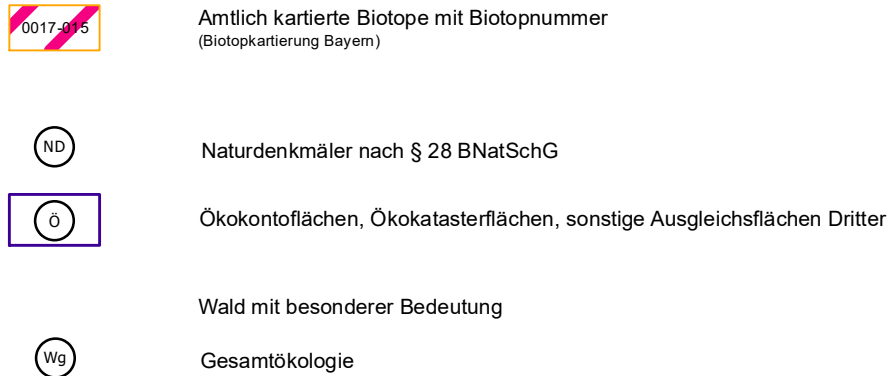 0017-015 Amtlich kartierte Biotope mit Biotopnummer
(Biotopkartierung Bayern)
ND Naturdenkmäler nach § 28 BNatSchG
Ö Ökokontoflächen, Ökokatasterflächen, sonstige Ausgleichsflächen Dritter
Wald mit besonderer Bedeutung
Wg Gesamtökologie